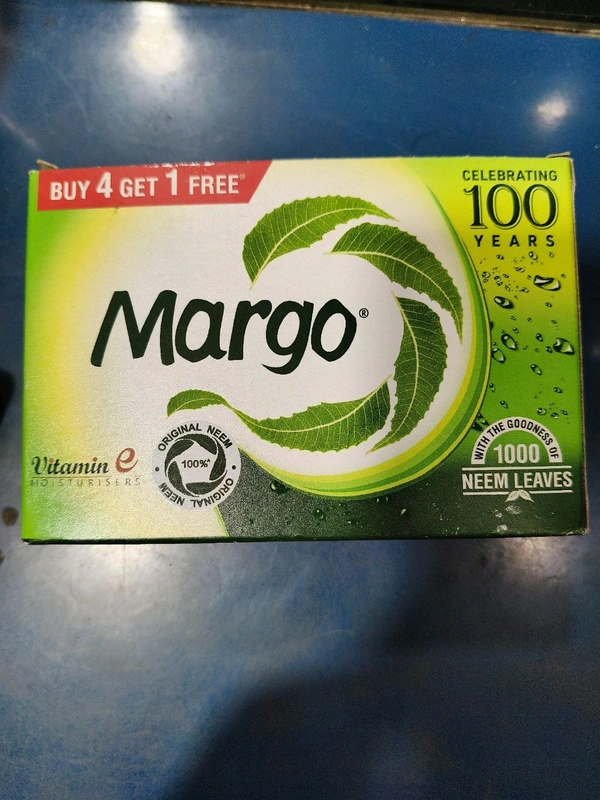 BUY 4 GET 1 FREE
CELEBRATING
100
YEARS
Margo®
Vitamin e
MOISTURISERS
ORIGINAL NEEM
100%^
ORIGINAL NEEM
WITH THE GOODNESS OF
1000
NEEM LEAVES